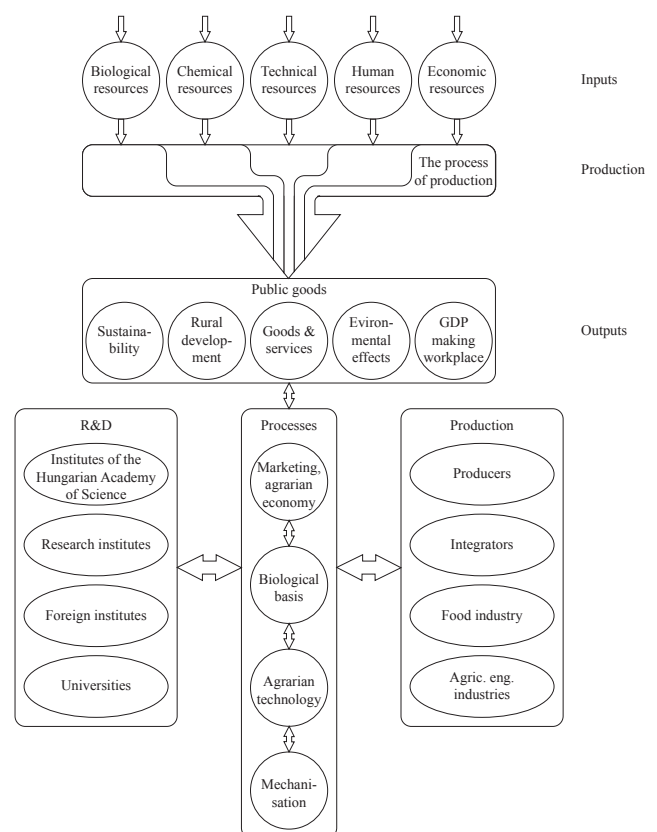 Biological
resources
Chemical
resources
Technical
resources
Human
resources
Economic
resources
Inputs
The process
of production
Production
Public goods
Sustaina-
bility
Rural
develop-
ment
Goods &
services
Eviron-
mental
effects
GDP
making
workplace
Outputs
R&D
Institutes of the
Hungarian Academy
of Science
Research institutes
Foreign institutes
Universities
Processes
Marketing,
agrarian
economy
Biological
basis
Agrarian
technology
Mechani-
sation
Production
Producers
Integrators
Food industry
Agric. eng.
industries